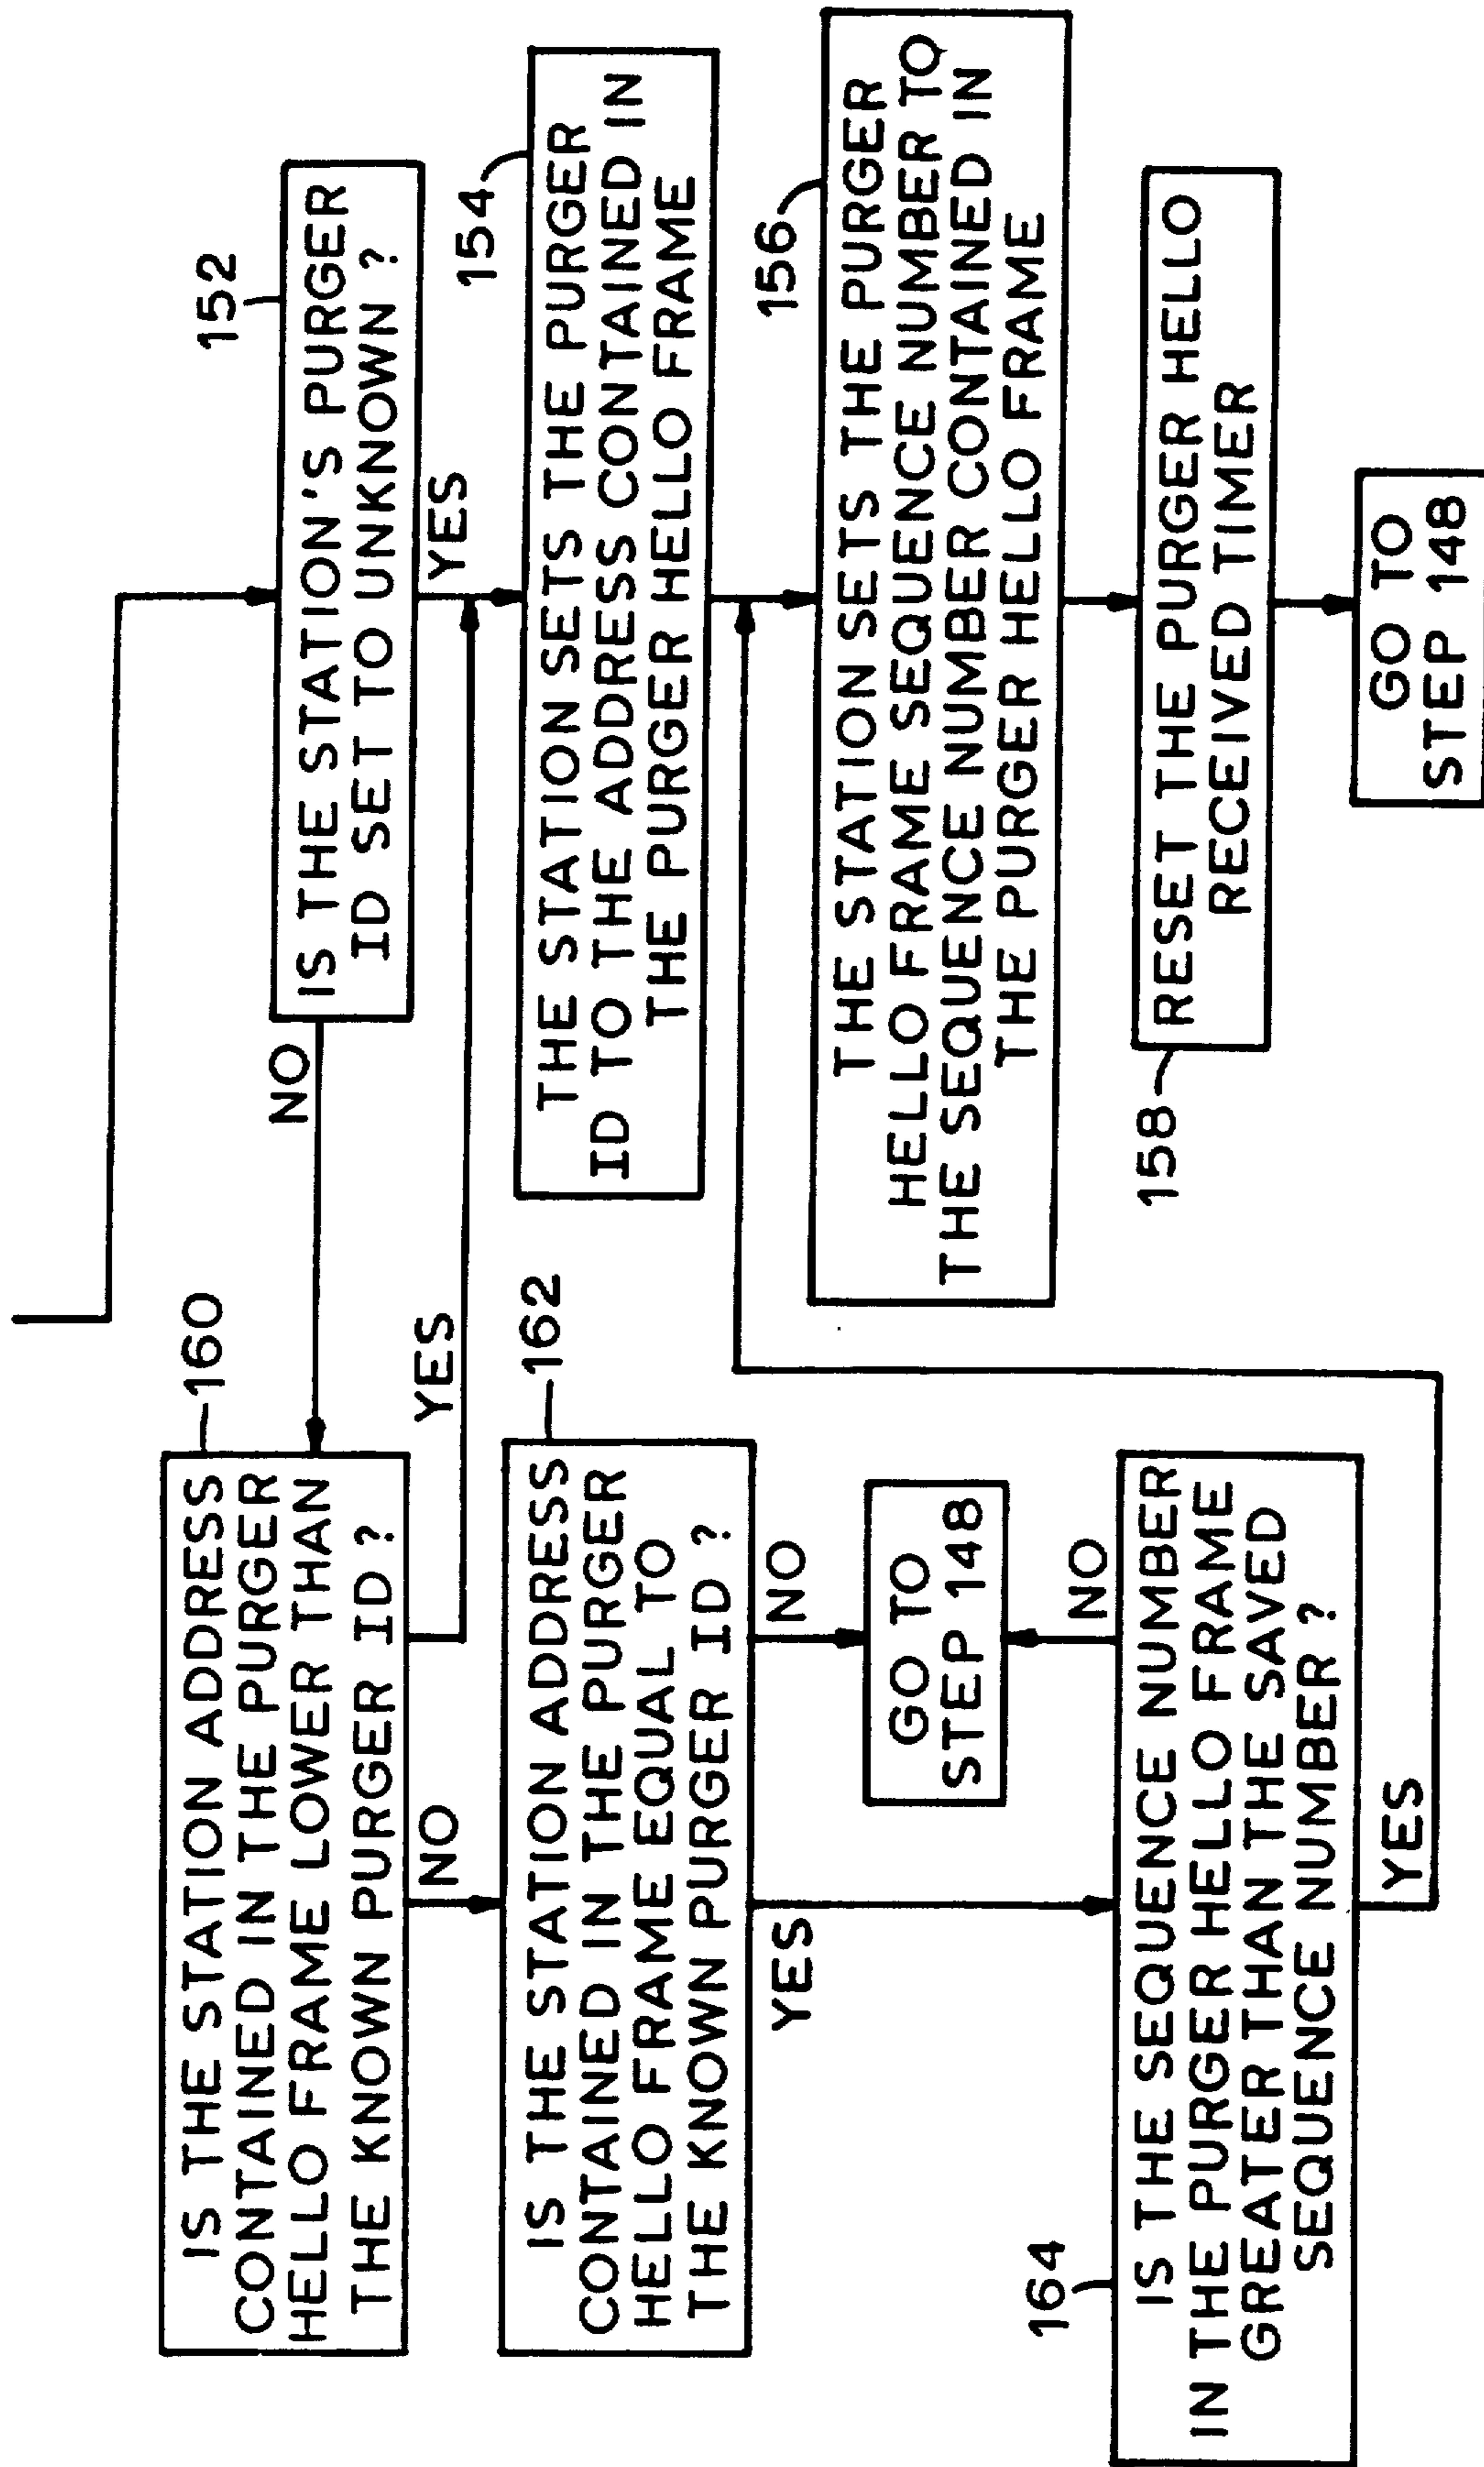 152
IS THE STATION'S PURGER
ID SET TO UNKNOWN ?
NO
YES
160
IS THE STATION ADDRESS
CONTAINED IN THE PURGER
HELLO FRAME LOWER THAN
THE KNOWN PURGER ID ?
YES
NO
154
THE STATION SETS THE PURGER
ID TO THE ADDRESS CONTAINED IN
THE PURGER HELLO FRAME
162
IS THE STATION ADDRESS
CONTAINED IN THE PURGER
HELLO FRAME EQUAL TO
THE KNOWN PURGER ID ?
NO
YES
156
THE STATION SETS THE PURGER
HELLO FRAME SEQUENCE NUMBER TO
THE SEQUENCE NUMBER CONTAINED IN
THE PURGER HELLO FRAME
GO TO
STEP 148
NO
164
IS THE SEQUENCE NUMBER
IN THE PURGER HELLO FRAME
GREATER THAN THE SAVED
SEQUENCE NUMBER ?
YES
158
RESET THE PURGER HELLO
RECEIVED TIMER
GO TO
STEP 148